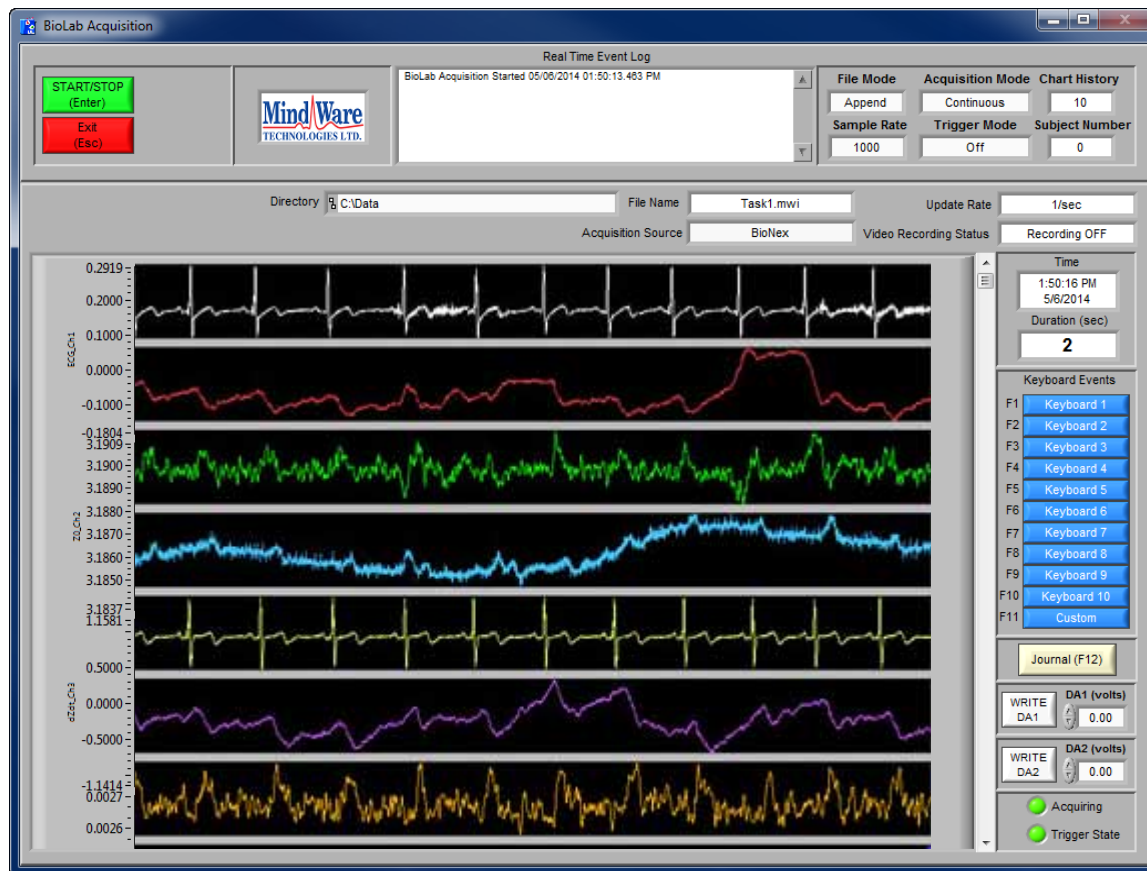 BioLab Acquisition
Real Time Event Log
START/STOP
(Enter)
Exit
(Esc)
MindWare
TECHNOLOGIES LTD.
BioLab Acquisition Started 05/06/2014 01:50:13.463 PM
File Mode Acquisition Mode Chart History
Append Continuous 10
Sample Rate Trigger Mode Subject Number
1000 Off 0
Directory C:\Data File Name Task1.mwi Update Rate 1/sec
Acquisition Source BioNex Video Recording Status Recording OFF
0.2919
0.2000
0.1000
0.0000
-0.1000
-0.1804
ECG_Ch1
3.1909
3.1900
3.1890
3.1880
3.1870
3.1860
3.1850
3.1837
Z0_Ch2
1.1581
0.5000
0.0000
-0.5000
-1.1414
dZdt_Ch3
0.0027
0.0026
Time
1:50:16 PM
5/6/2014
Duration (sec)
2
Keyboard Events
F1 Keyboard 1
F2 Keyboard 2
F3 Keyboard 3
F4 Keyboard 4
F5 Keyboard 5
F6 Keyboard 6
F7 Keyboard 7
F8 Keyboard 8
F9 Keyboard 9
F10 Keyboard 10
F11 Custom
Journal (F12)
WRITE
DA1
DA1 (volts)
0.00
WRITE
DA2
DA2 (volts)
0.00
Acquiring
Trigger State